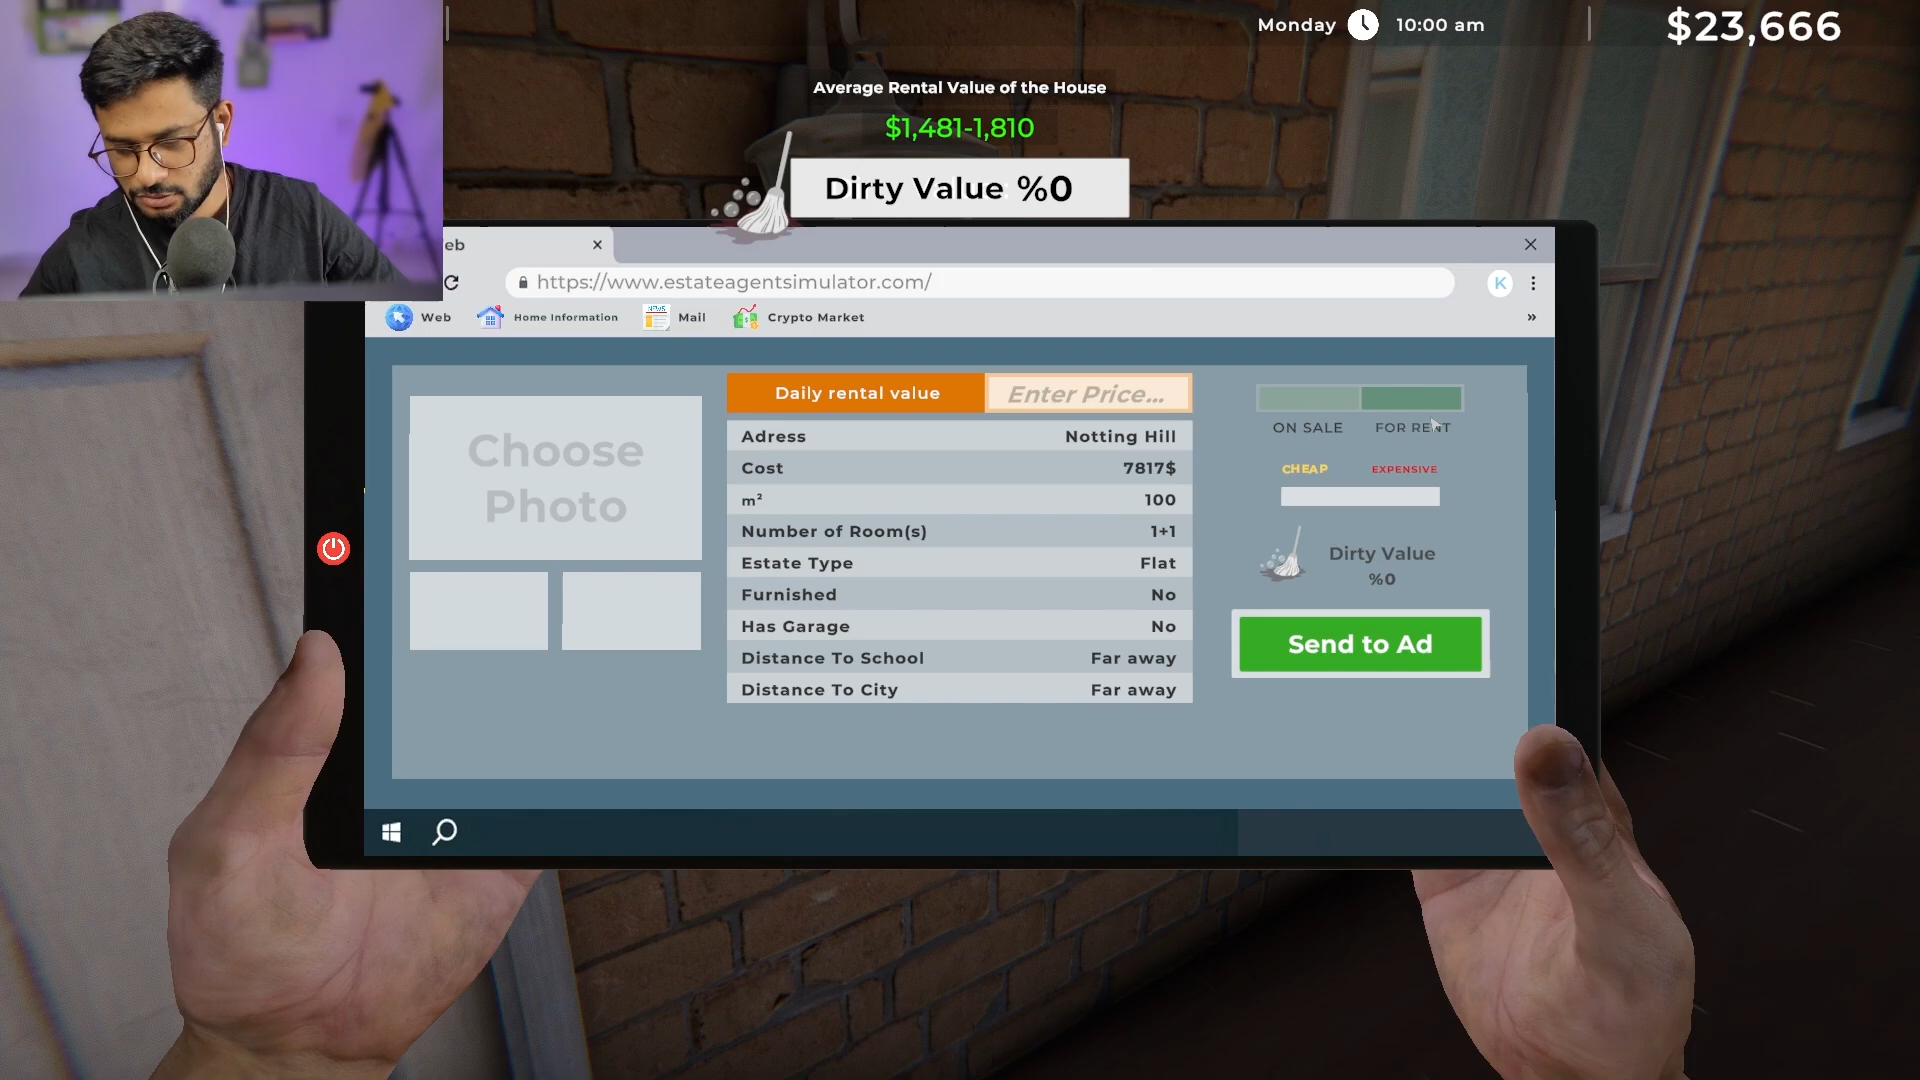 Monday 10:00 am
$23,666
Average Rental Value of the House
$1,481-1,810
Dirty Value %0
eb
https://www.estateagentsimulator.com/
K
Web
Home Information
NEWS
Mail
Crypto Market
»
Choose
Photo
Daily rental value
Enter Price...
Adress Notting Hill
Cost 7817$
m² 100
Number of Room(s) 1+1
Estate Type Flat
Furnished No
Has Garage No
Distance To School Far away
Distance To City Far away
ON SALE FOR RENT
CHEAP EXPENSIVE
Dirty Value
%0
Send to Ad